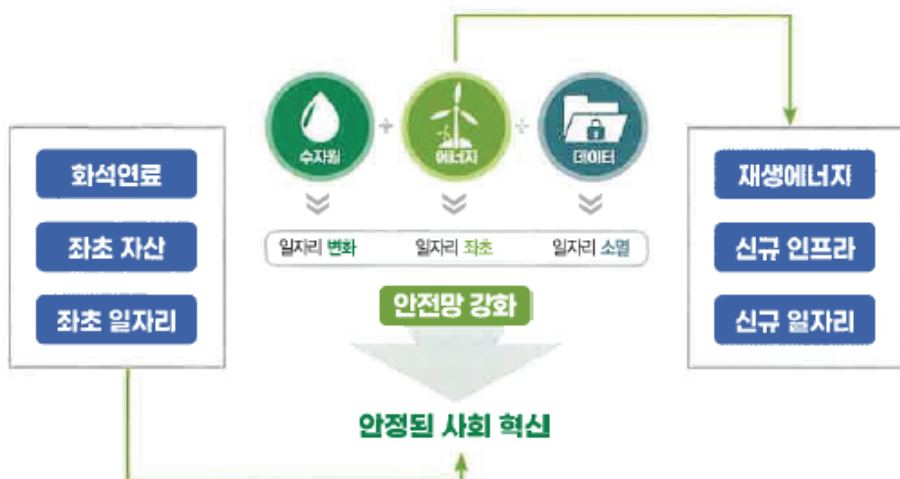 수자원
에너지
데이터
화석연료
좌초 자산
좌초 일자리
일자리 변화
일자리 좌초
일자리 소멸
안전망 강화
안정된 사회 혁신
재생에너지
신규 인프라
신규 일자리